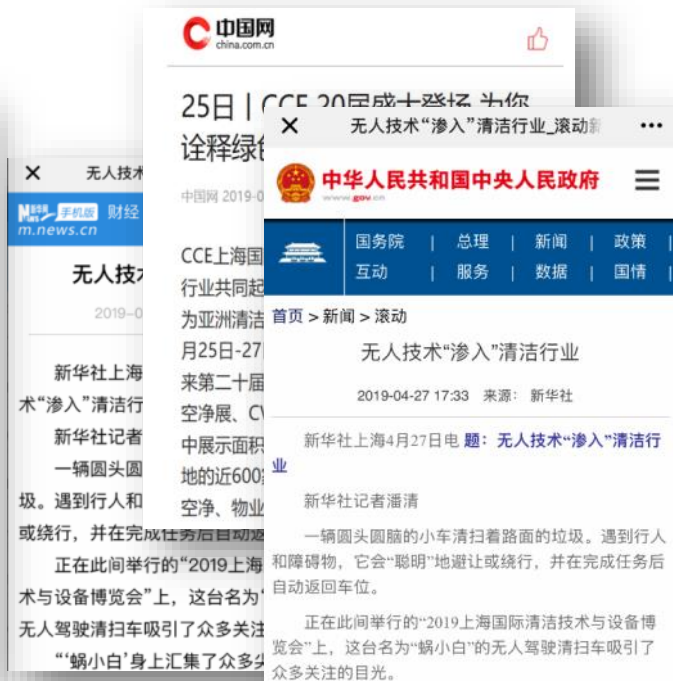 中国网
china.com.cn
25日 | CCE 20届盛大登场 为你
诠释绿
中国网 2019-0
CCE上海国
行业共同起
为亚洲清洁
月25日-27
来第二十届
空净展、CV
中展示面积
地的近600
空净、物业
无人技
新华网 手机版 财经
m.news.cn
无人技
2019-0
新华社上海
术“渗入”清洁行
新华社记者
一辆圆头圆
圾。遇到行人和
或绕行，并在完成任务后自动返
正在此间举行的“2019上海
术与设备博览会”上，这台名为“
无人驾驶清扫车吸引了众多关注
“‘蜗小白’身上汇集了众多尖
无人技术“渗入”清洁行业_滚动新
中华人民共和国中央人民政府
www.gov.cn
国务院 | 总理 | 新闻 | 政策 |
互动 | 服务 | 数据 | 国情 |
首页 > 新闻 > 滚动
无人技术“渗入”清洁行业
2019-04-27 17:33 来源： 新华社
新华社上海4月27日电 题：无人技术“渗入”清洁行
业
新华社记者潘清
一辆圆头圆脑的小车清扫着路面的垃圾。遇到行人
和障碍物，它会“聪明”地避让或绕行，并在完成任务后
自动返回车位。
正在此间举行的“2019上海国际清洁技术与设备博
览会”上，这台名为“蜗小白”的无人驾驶清扫车吸引了
众多关注的目光。